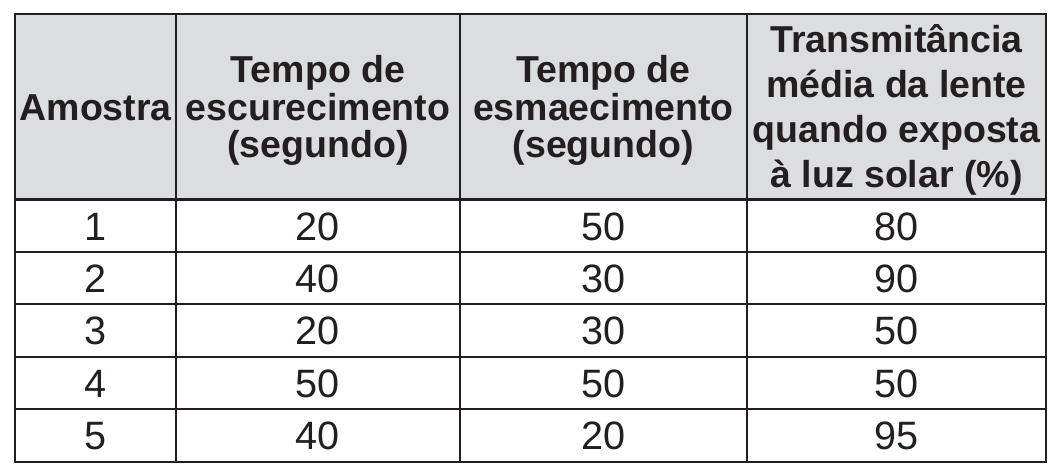 Amostra
Tempo de
escurecimento
(segundo)
Tempo de
esmaecimento
(segundo)
Transmitância
média da lente
quando exposta
à luz solar (%)
1 20 50 80
2 40 30 90
3 20 30 50
4 50 50 50
5 40 20 95